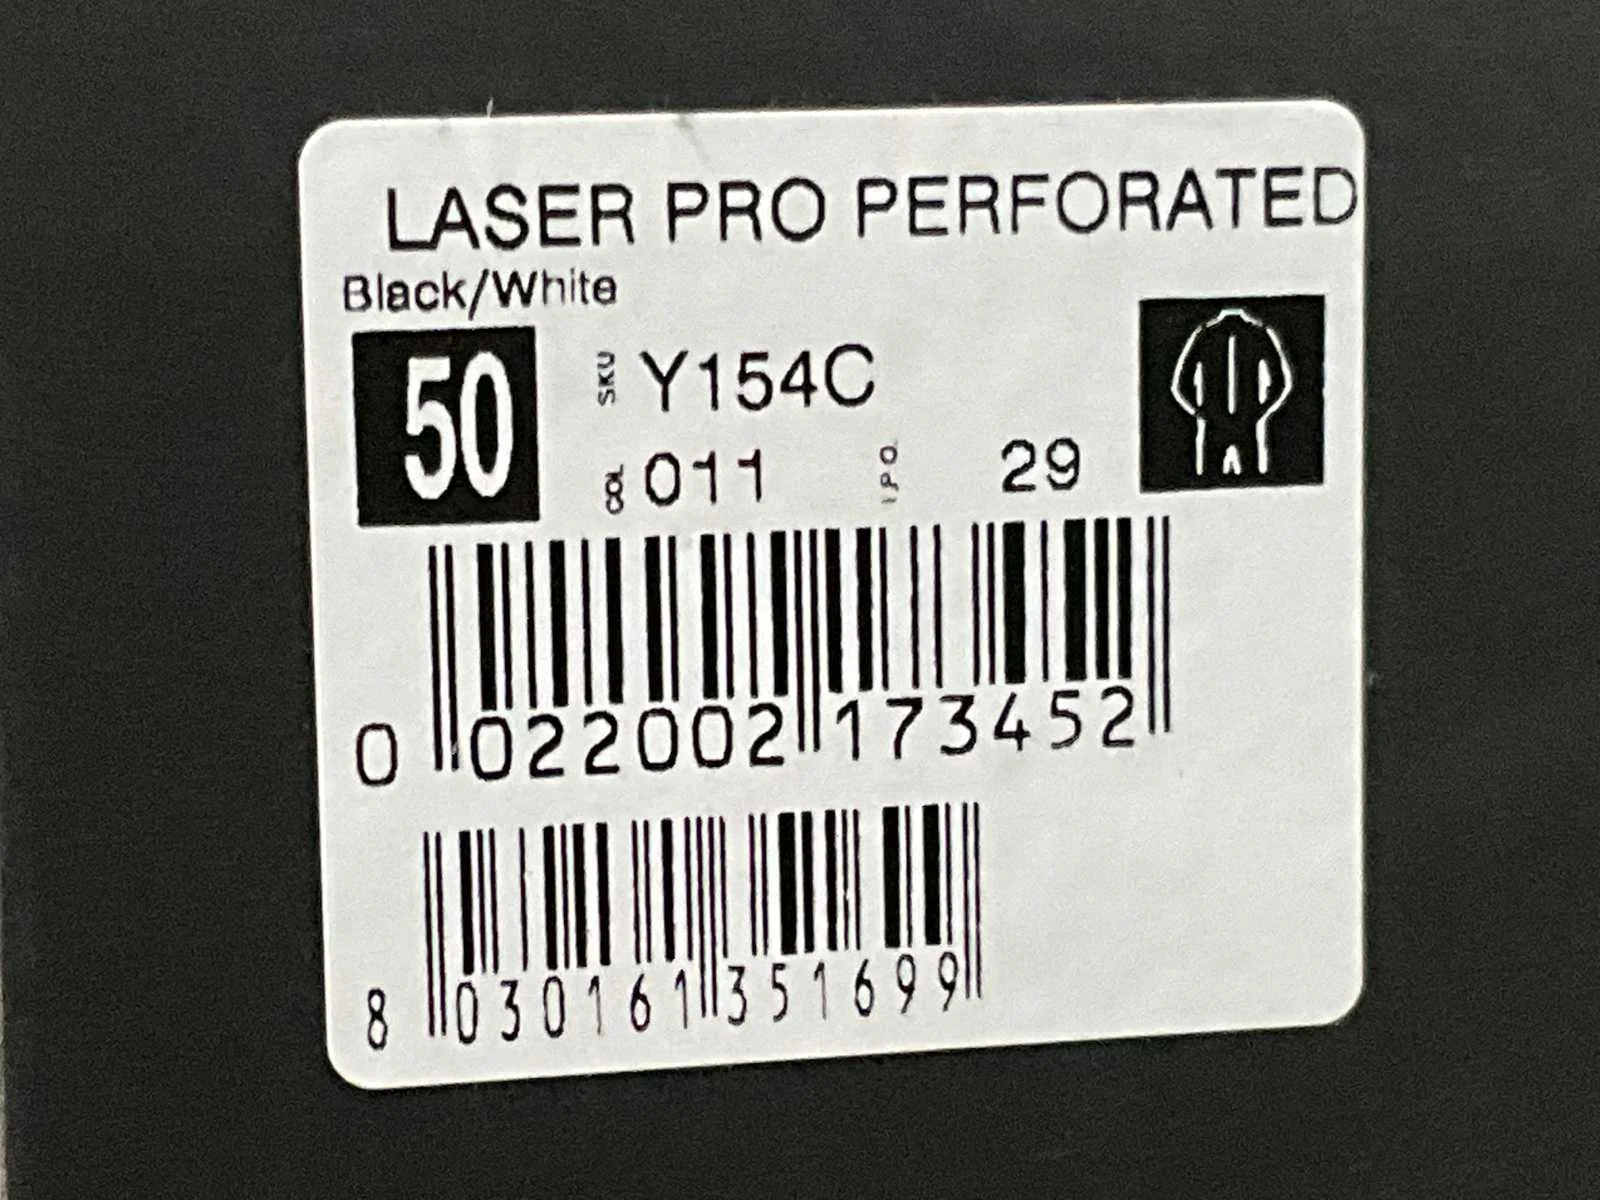 LASER PRO PERFORATED
Black/White
50
SKU Y154C
COL 011 I.P.O. 29
0 022002 173452
8 030161 351699